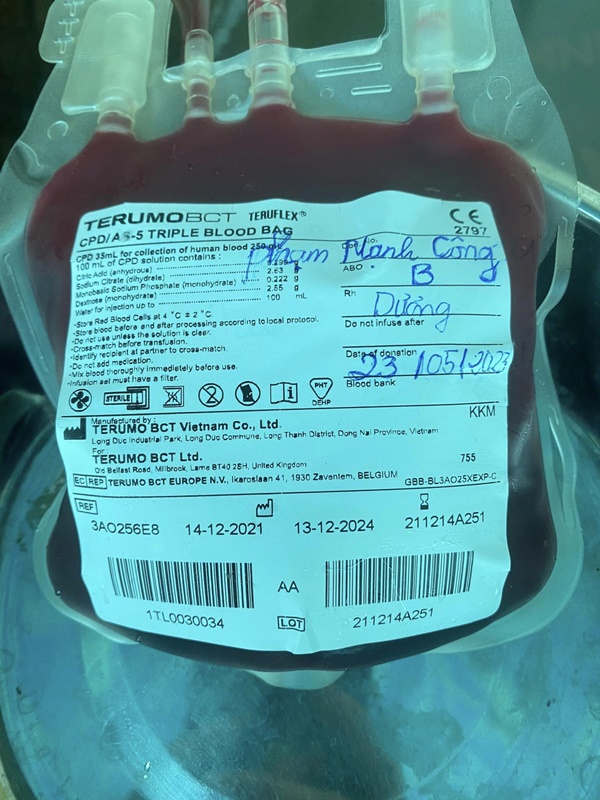 TERUMOBCT TERUFLEX®
CPD/AS-5 TRIPLE BLOOD BAG
CE
2797
CPD 35mL for collection of human blood 250 mL
100 mL of CPD solution contains :
Citric Acid (anhydrous)
Sodium Citrate (dihydrate) 2.63 g
Monobasic Sodium Phosphate (monohydrate) 0.222 g
Dextrose (monohydrate) 2.55 g
Water for injection up to 100 mL
Phạm Mạnh Công
ABO
B
Rh
Dương
Do not infuse after
Date of donation
23/05/2023
Blood bank
•Store Red Blood Cells at 4 °C ± 2 °C.
•Store blood before and after processing according to local protocol.
•Do not use unless the solution is clear.
•Cross-match before transfusion.
•Identify recipient at partner to cross-match.
•Do not add medication.
•Mix blood thoroughly immediately before use.
•Infusion set must have a filter.
STERILE
PHT
DEHP
KKM
Manufactured by:
TERUMO BCT Vietnam Co., Ltd.
Long Duc Industrial Park, Long Duc Commune, Long Thanh District, Dong Nai Province, Vietnam
For
TERUMO BCT Ltd.
Old Belfast Road, Millbrook, Larne BT40 2SH, United Kingdom
755
EC REP TERUMO BCT EUROPE N.V., Ikaroslaan 41, 1930 Zaventem, BELGIUM
GBB-BL3AO25XEXP-C
REF
3AO256E8 14-12-2021 13-12-2024 211214A251
AA
1TL0030034 LOT 211214A251